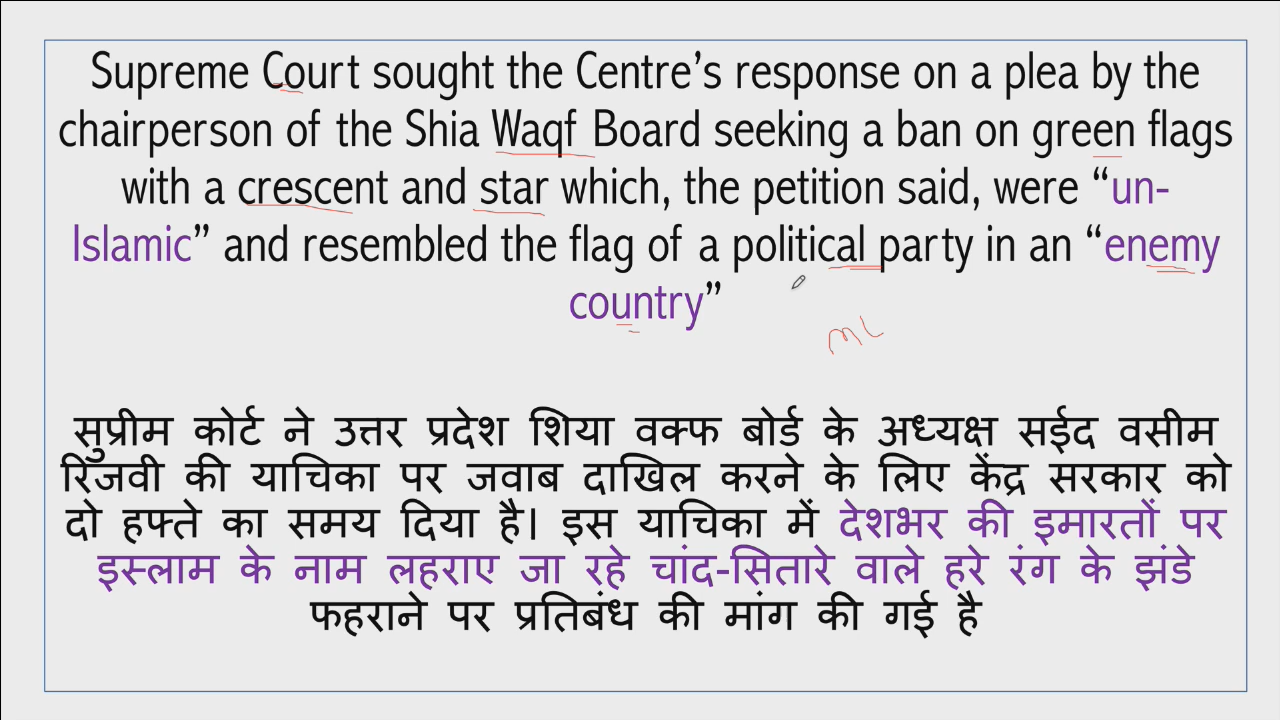 Supreme Court sought the Centre’s response on a plea by the
chairperson of the Shia Waqf Board seeking a ban on green flags
with a crescent and star which, the petition said, were “un-
Islamic” and resembled the flag of a political party in an “enemy
country”
सुप्रीम कोर्ट ने उत्तर प्रदेश शिया वक्फ बोर्ड के अध्यक्ष सईद वसीम
रिजवी की याचिका पर जवाब दाखिल करने के लिए केंद्र सरकार को
दो हफ्ते का समय दिया है। इस याचिका में देशभर की इमारतों पर
इस्लाम के नाम लहराए जा रहे चांद-सितारे वाले हरे रंग के झंडे
फहराने पर प्रतिबंध की मांग की गई है